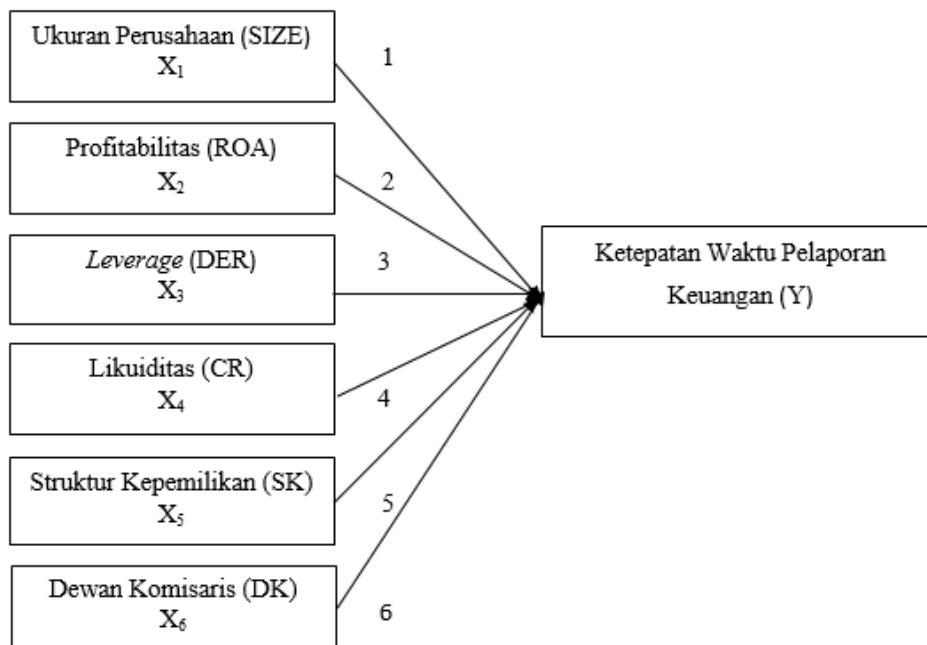 Ukuran Perusahaan (SIZE)
X₁
1
Profitabilitas (ROA)
X₂
2
Leverage (DER)
X₃
3
Likuiditas (CR)
X₄
4
Struktur Kepemilikan (SK)
X₅
5
Dewan Komisaris (DK)
X₆
6
Ketepatan Waktu Pelaporan
Keuangan (Y)